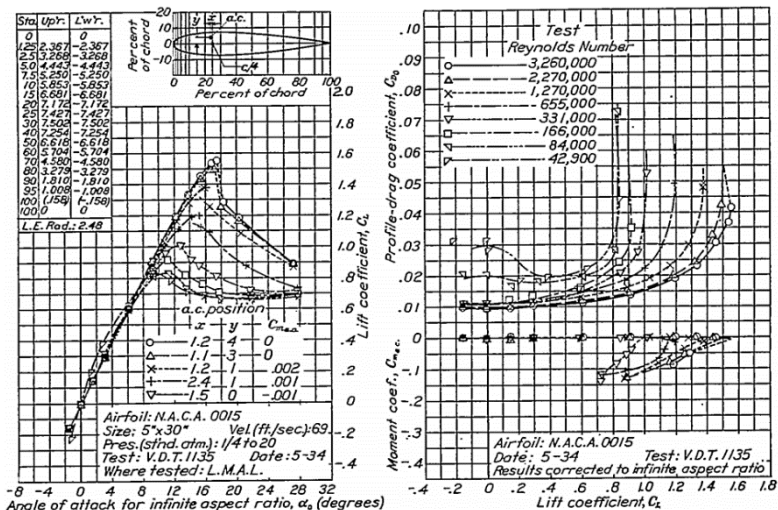 Sta. Up'r. L'w'r.
0 0
1.25 2.367 -2.367
2.5 3.268 -3.268
5.0 4.443 -4.443
7.5 5.250 -5.250
10 5.853 -5.853
15 6.681 -6.681
20 7.172 -7.172
25 7.427 -7.427
30 7.502 -7.502
40 7.254 -7.254
50 6.618 -6.618
60 5.704 -5.704
70 4.580 -4.580
80 3.279 -3.279
90 1.810 -1.810
95 1.008 -1.008
100 (.158) (-.158)
100 0 0
L.E. Rad.: 2.48
Percent of chord
20
10
0
-10
y x a.c.
c/4
0 20 40 60 80 100
Percent of chord
2.0
1.8
1.6
1.4
1.2
1.0
.8
.6
.4
.2
0
-.2
-.4
Lift coefficient, CL
a.c. position
x y Cma.c.
1.2 4 0
1.1 3 0
1.2 1 .002
2.4 1 .001
1.5 0 -.001
Airfoil: N.A.C.A. 0015
Size: 5"x30" Vel.(ft/sec):69
Pres.(st'nd. atm.): 1/4 to 20
Test: V.D.T. 1135 Date: 5-34
Where tested: L.M.A.L.
-8 -4 0 4 8 12 16 20 24 28 32
Angle of attack for infinite aspect ratio, α0 (degrees)
.10
.09
.08
.07
.06
.05
.04
.03
.02
.01
0
-.1
-.2
-.3
-.4
Profile-drag coefficient, CD0
Moment coef., Cma.c.
Test
Reynolds Number
3,260,000
2,270,000
1,270,000
655,000
331,000
166,000
84,000
42,900
Airfoil: N.A.C.A. 0015
Date: 5-34 Test: V.D.T. 1135
Results corrected to infinite aspect ratio
-.4 -.2 0 .2 .4 .6 .8 1.0 1.2 1.4 1.6 1.8
Lift coefficient, CL